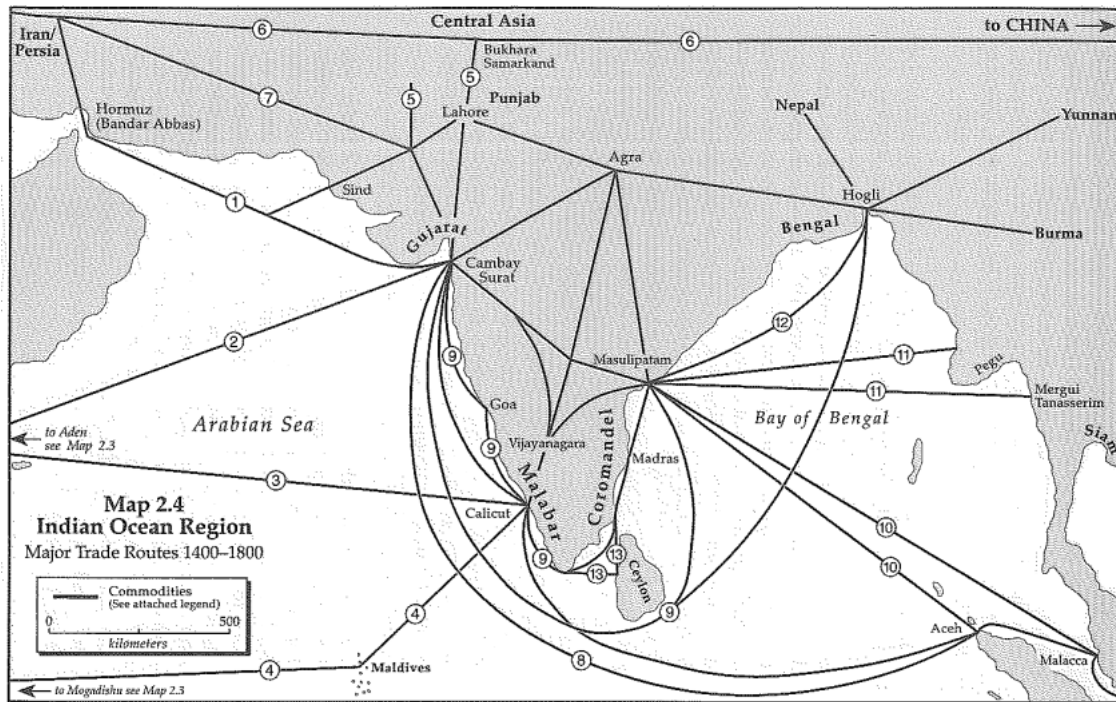 Central Asia
to CHINA
Iran/
Persia
6
6
Bukhara
Samarkand
5
5
Punjab
7
Lahore
Hormuz
(Bandar Abbas)
Nepal
Yunnan
Agra
Sind
Hogli
1
Gujarat
Bengal
Burma
Cambay
Surat
2
12
9
Masulipatam
11
11
Pegu
Mergui
Tanasserim
Goa
Arabian Sea
Bay of Bengal
to Aden
see Map 2.3
9
Vijayanagara
Coromandel
Madras
Siam
Malabar
3
Calicut
10
10
Map 2.4
Indian Ocean Region
Major Trade Routes 1400–1800
9
13
13
Ceylon
Commodities
(See attached legend)
0
500
kilometers
4
9
Aceh
8
Malacca
4
Maldives
to Mogadishu see Map 2.3